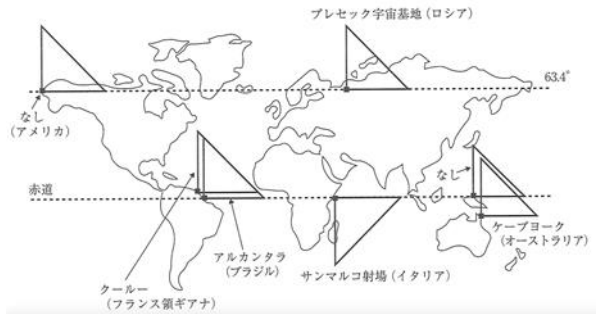 プレセック宇宙基地(ロシア)
63.4°
なし
(アメリカ)
なし
赤道
ケープヨーク
(オーストラリア)
アルカンタラ
(ブラジル)
サンマルコ射場(イタリア)
クールー
(フランス領ギアナ)